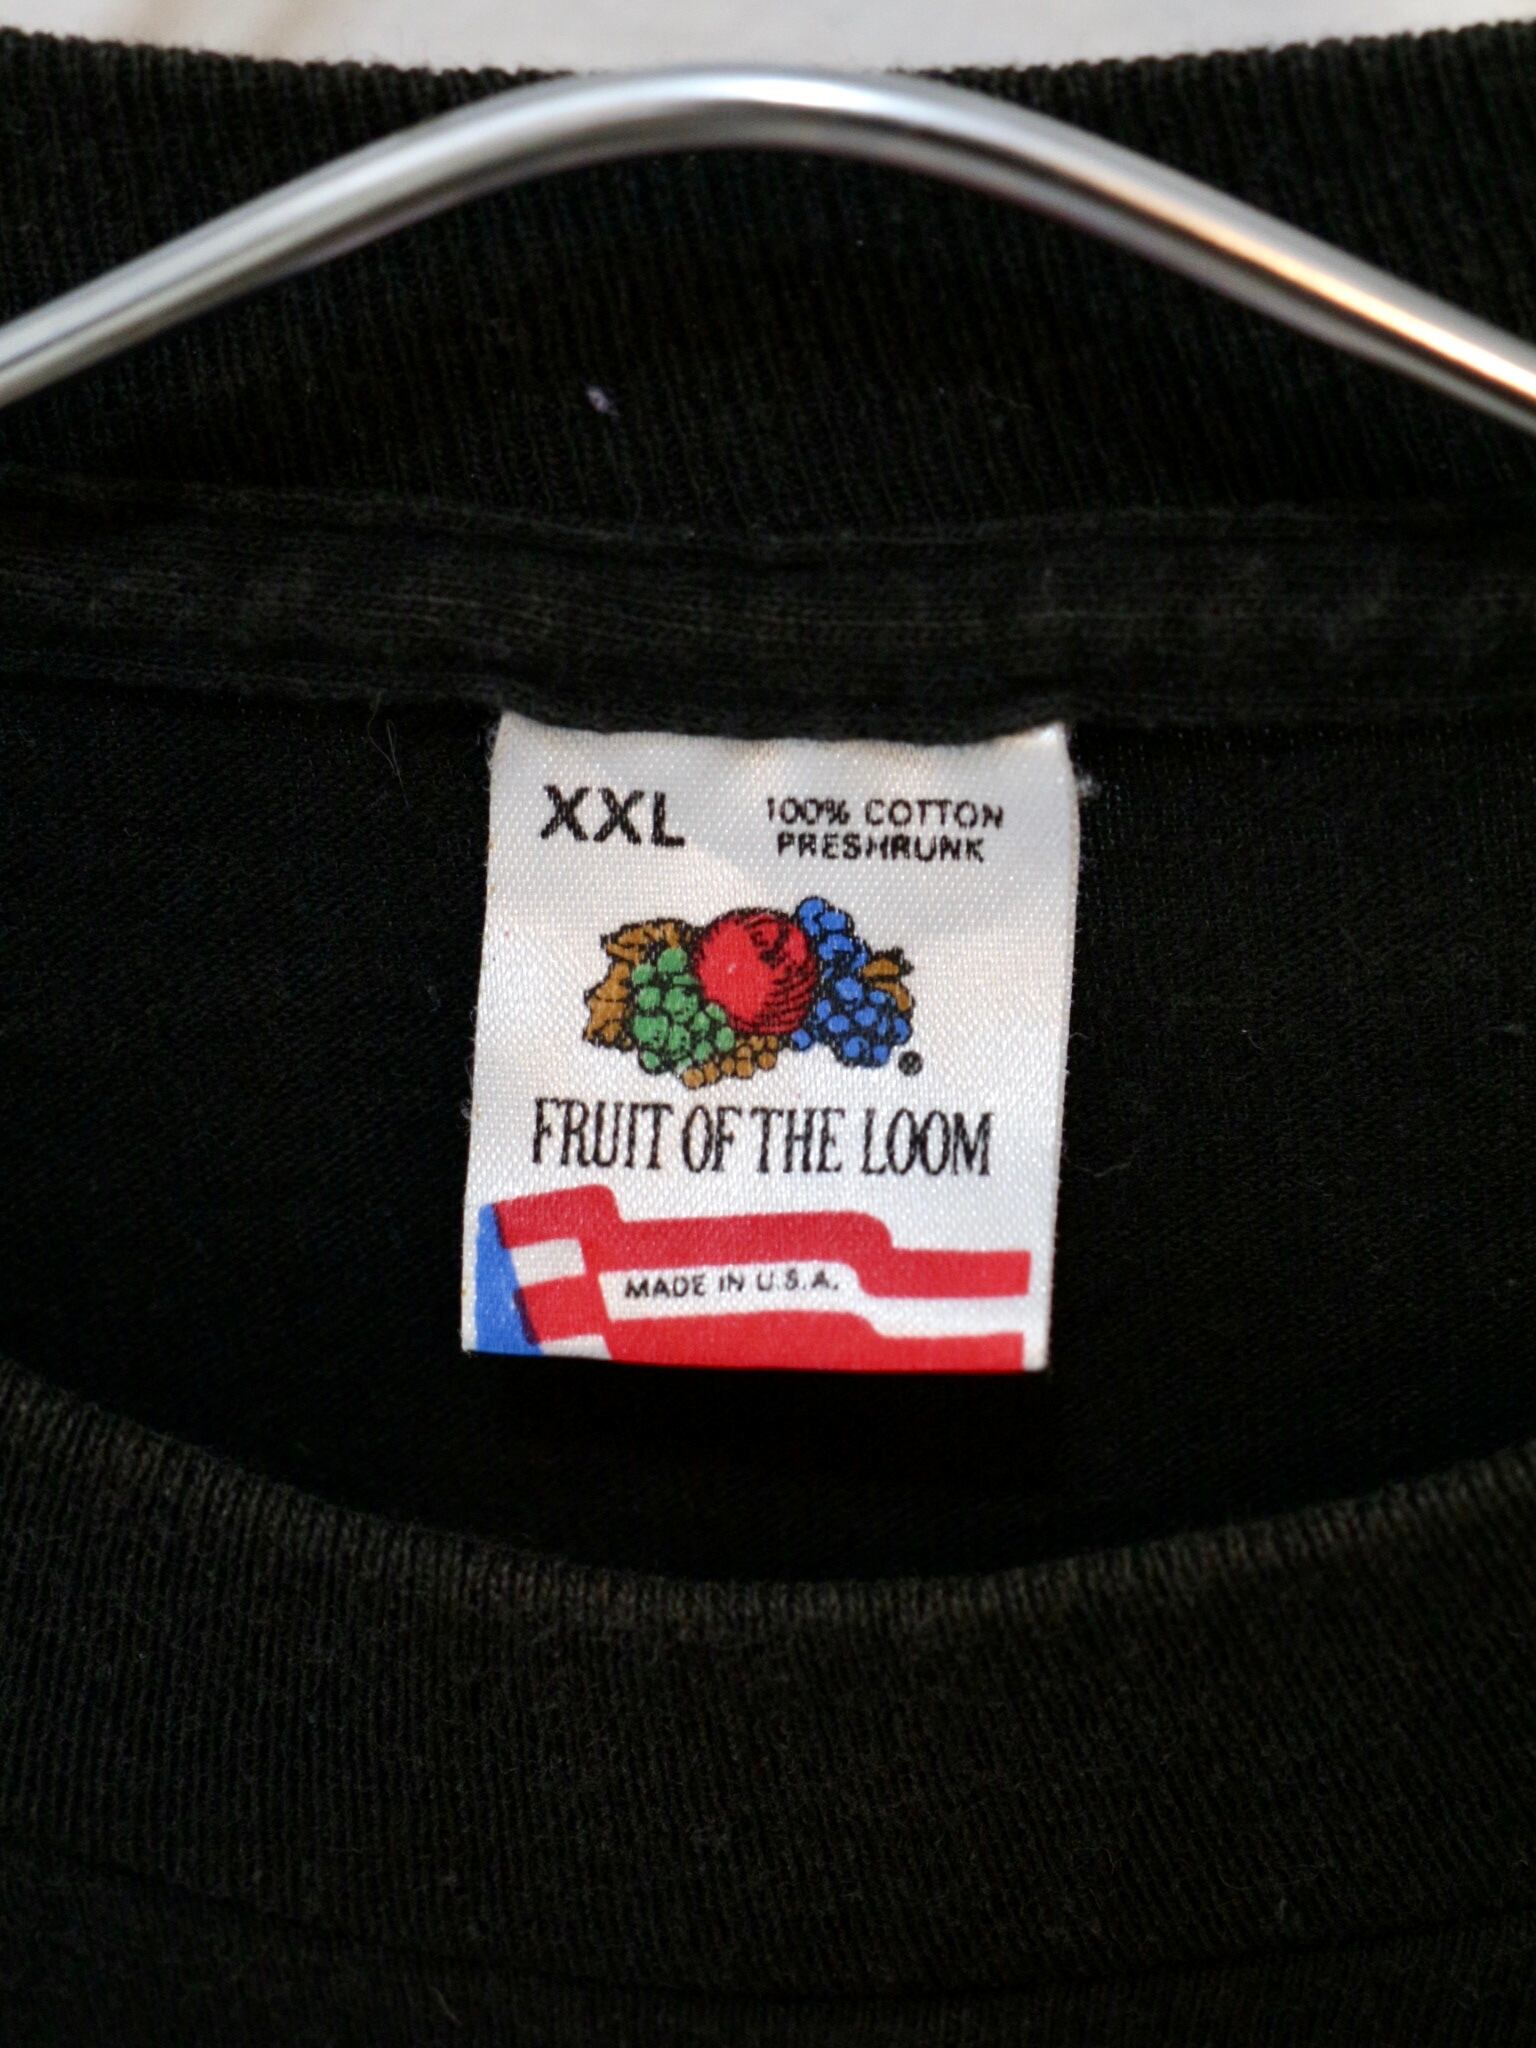 XXL
100% COTTON
PRESHRUNK
FRUIT OF THE LOOM
MADE IN U.S.A.